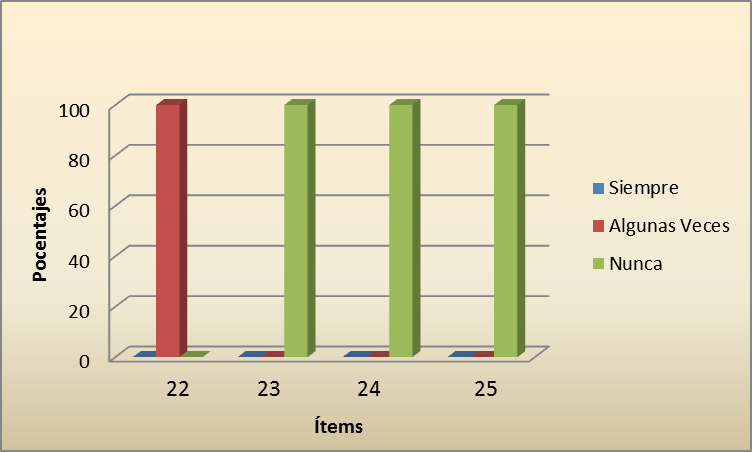 100
80
60
40
20
0
Pocentajes
22 23 24 25
Ítems
Siempre
Algunas Veces
Nunca